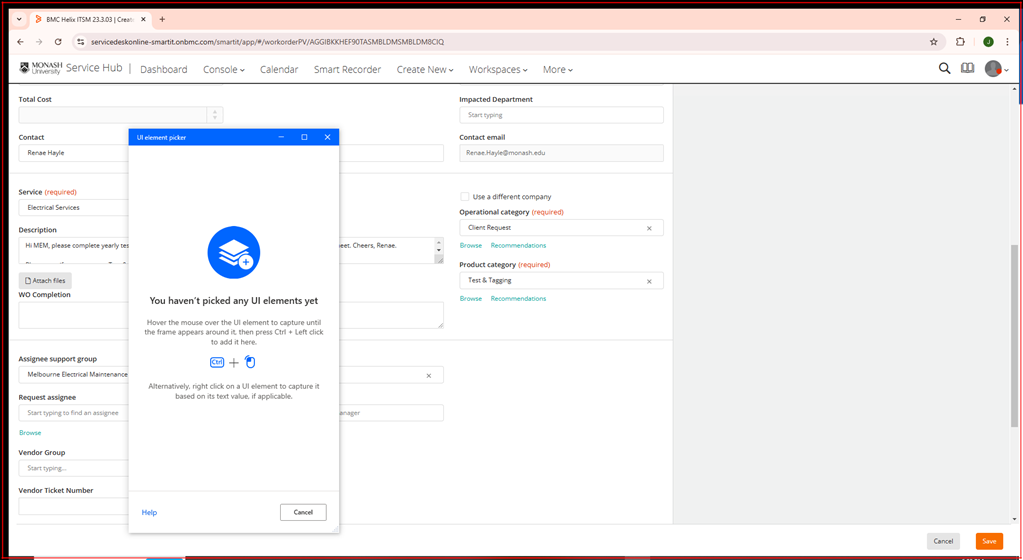 BMC Helix ITSM 23.3.03 | Create
servicedeskonline-smartit.onbmc.com/smartit/app/#/workorderPV/AGGIBKKHEF90TASMBLDMSMBLDM8CIQ
J
MONASH University Service Hub Dashboard Console Calendar Smart Recorder Create New Workspaces More
Total Cost
Impacted Department
Start typing
Contact
Renae Hayle
Contact email
Renae.Hayle@monash.edu
Service (required)
Electrical Services
Use a different company
Operational category (required)
Client Request
Browse Recommendations
Description
Hi MEM, please complete yearly tes
eet. Cheers, Renae.
Product category (required)
Test & Tagging
Browse Recommendations
Attach files
WO Completion
Assignee support group
Melbourne Electrical Maintenance
Request assignee
Start typing to find an assignee
anager
Browse
Vendor Group
Start typing...
Vendor Ticket Number
Cancel Save
UI element picker
You haven't picked any UI elements yet
Hover the mouse over the UI element to capture until
the frame appears around it, then press Ctrl + Left click
to add it here.
Ctrl +
Alternatively, right click on a UI element to capture it
based on its text value, if applicable.
Help Cancel